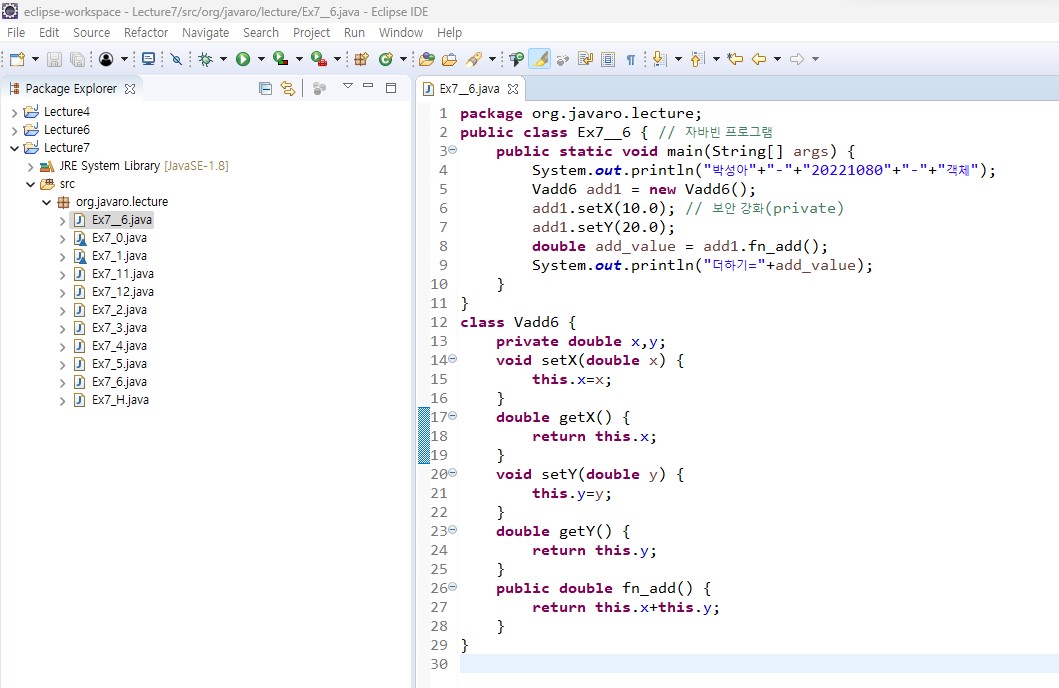 eclipse-workspace - Lecture7/src/org/javaro/lecture/Ex7__6.java - Eclipse IDE
File Edit Source Refactor Navigate Search Project Run Window Help
Package Explorer
Lecture4
Lecture6
Lecture7
JRE System Library [JavaSE-1.8]
src
org.javaro.lecture
Ex7__6.java
Ex7_0.java
Ex7_1.java
Ex7_11.java
Ex7_12.java
Ex7_2.java
Ex7_3.java
Ex7_4.java
Ex7_5.java
Ex7_6.java
Ex7_H.java
Ex7__6.java
1 package org.javaro.lecture;
2 public class Ex7__6 { // 자바빈 프로그램
3     public static void main(String[] args) {
4         System.out.println("박성아"+"-"+"20221080"+"-"+"객체");
5         Vadd6 add1 = new Vadd6();
6         add1.setX(10.0); // 보안 강화(private)
7         add1.setY(20.0);
8         double add_value = add1.fn_add();
9         System.out.println("더하기="+add_value);
10     }
11 }
12 class Vadd6 {
13     private double x,y;
14     void setX(double x) {
15         this.x=x;
16     }
17     double getX() {
18         return this.x;
19     }
20     void setY(double y) {
21         this.y=y;
22     }
23     double getY() {
24         return this.y;
25     }
26     public double fn_add() {
27         return this.x+this.y;
28     }
29 }
30